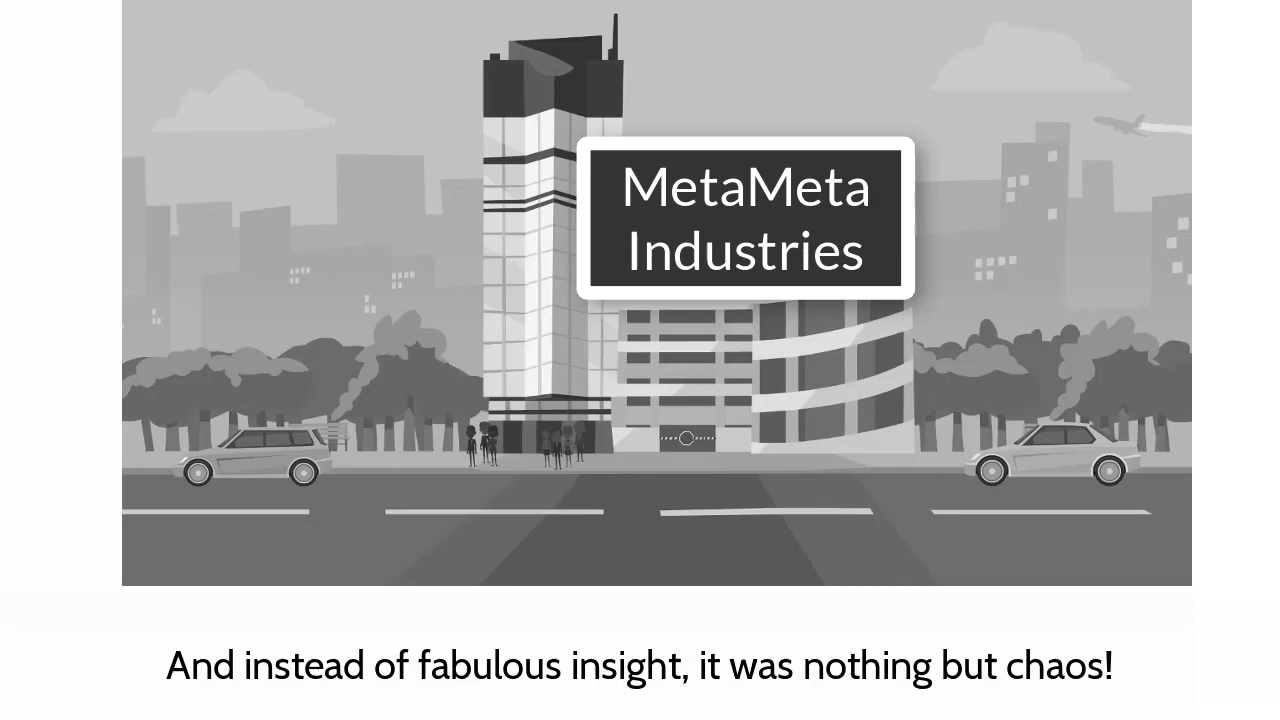 MetaMeta
Industries
And instead of fabulous insight, it was nothing but chaos!